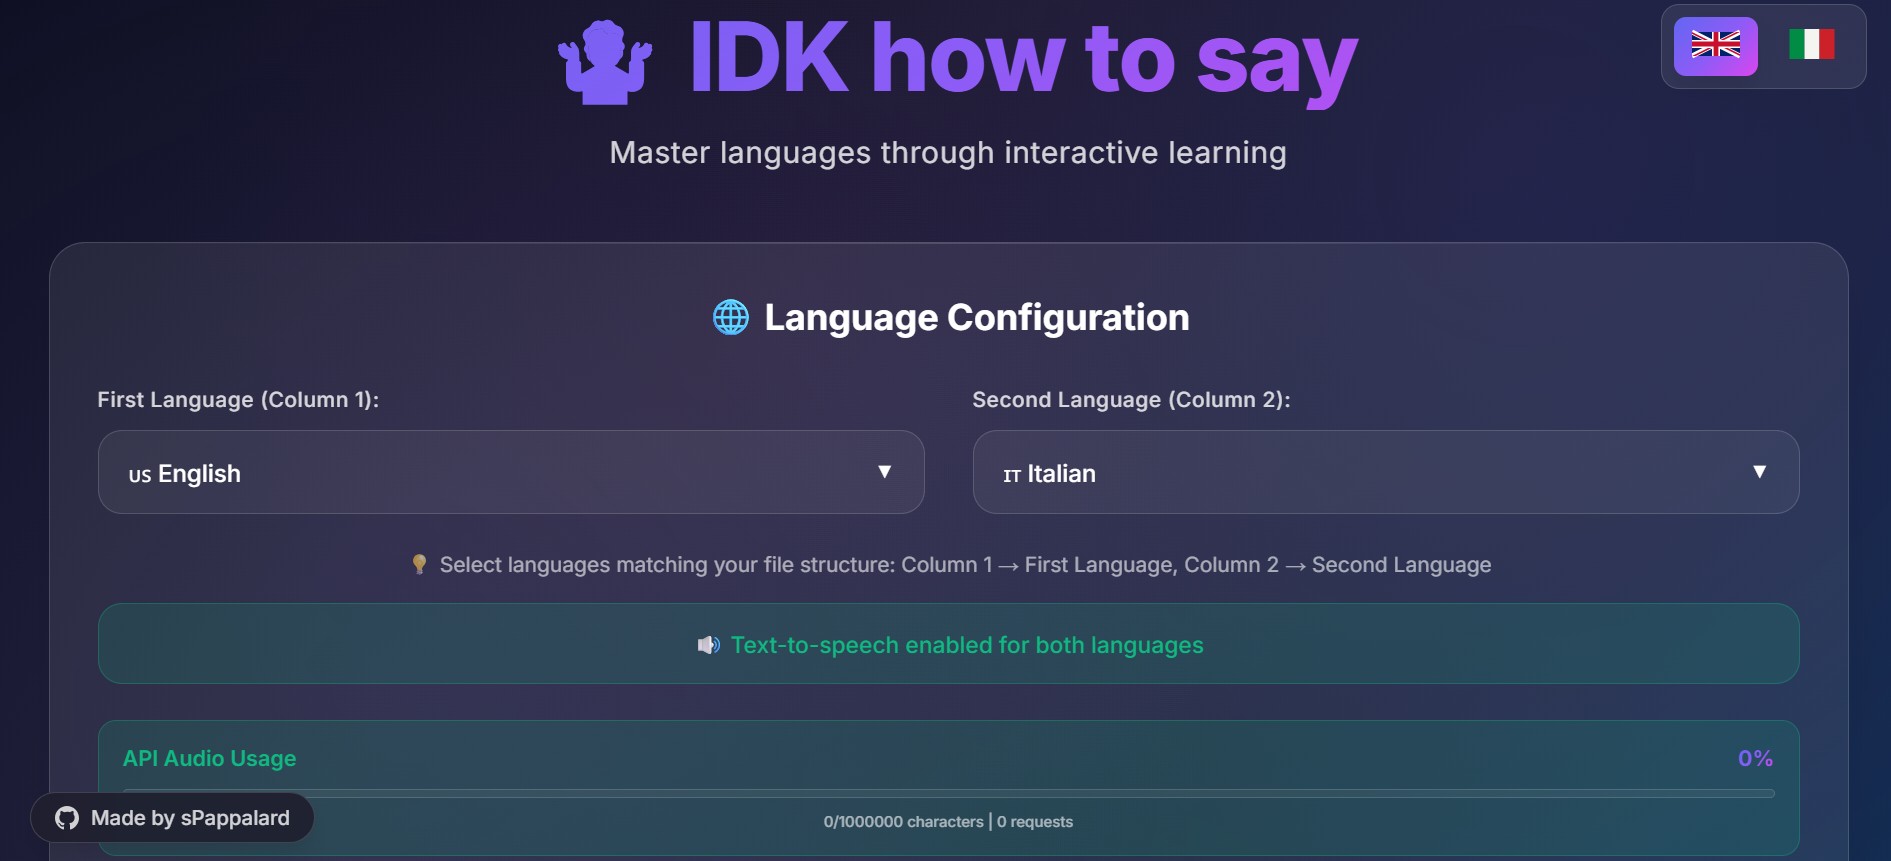 IDK how to say
Master languages through interactive learning
Language Configuration
First Language (Column 1):
Second Language (Column 2):
US English ▼
IT Italian ▼
Select languages matching your file structure: Column 1 → First Language, Column 2 → Second Language
Text-to-speech enabled for both languages
API Audio Usage
0%
0/1000000 characters | 0 requests
Made by sPappalard